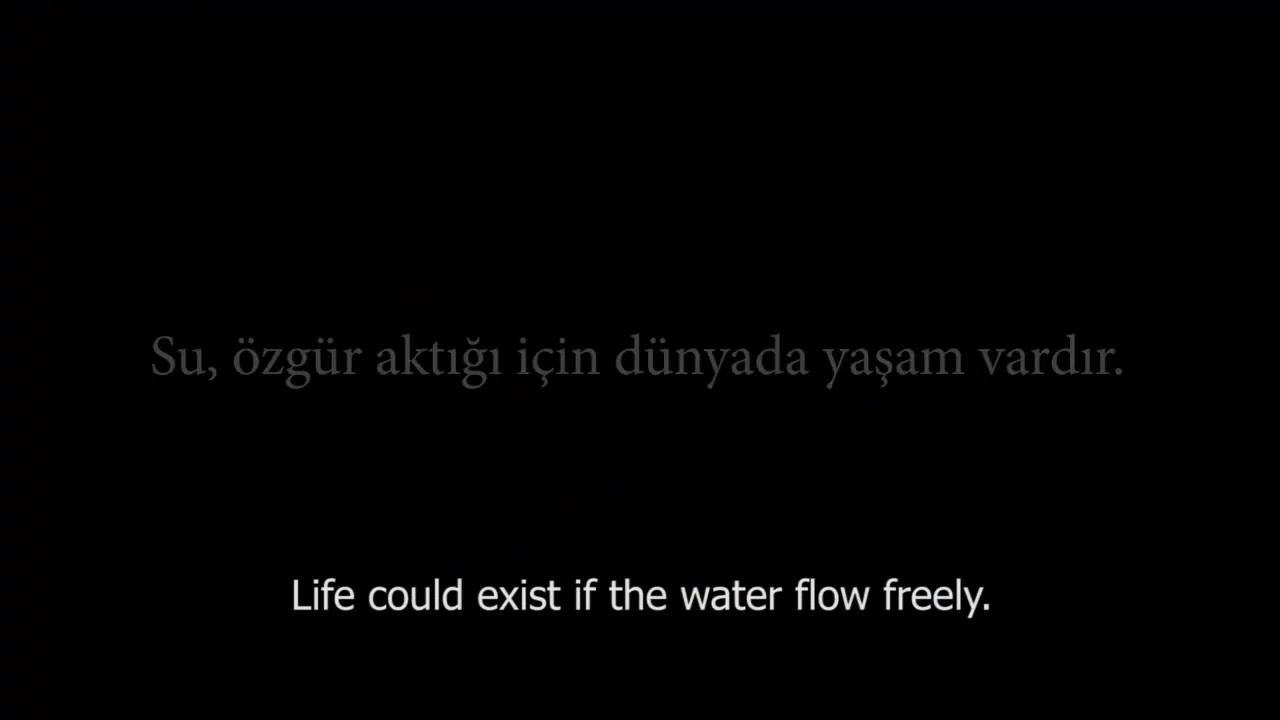 Su, özgür aktığı için dünyada yaşam vardır.
Life could exist if the water flow freely.